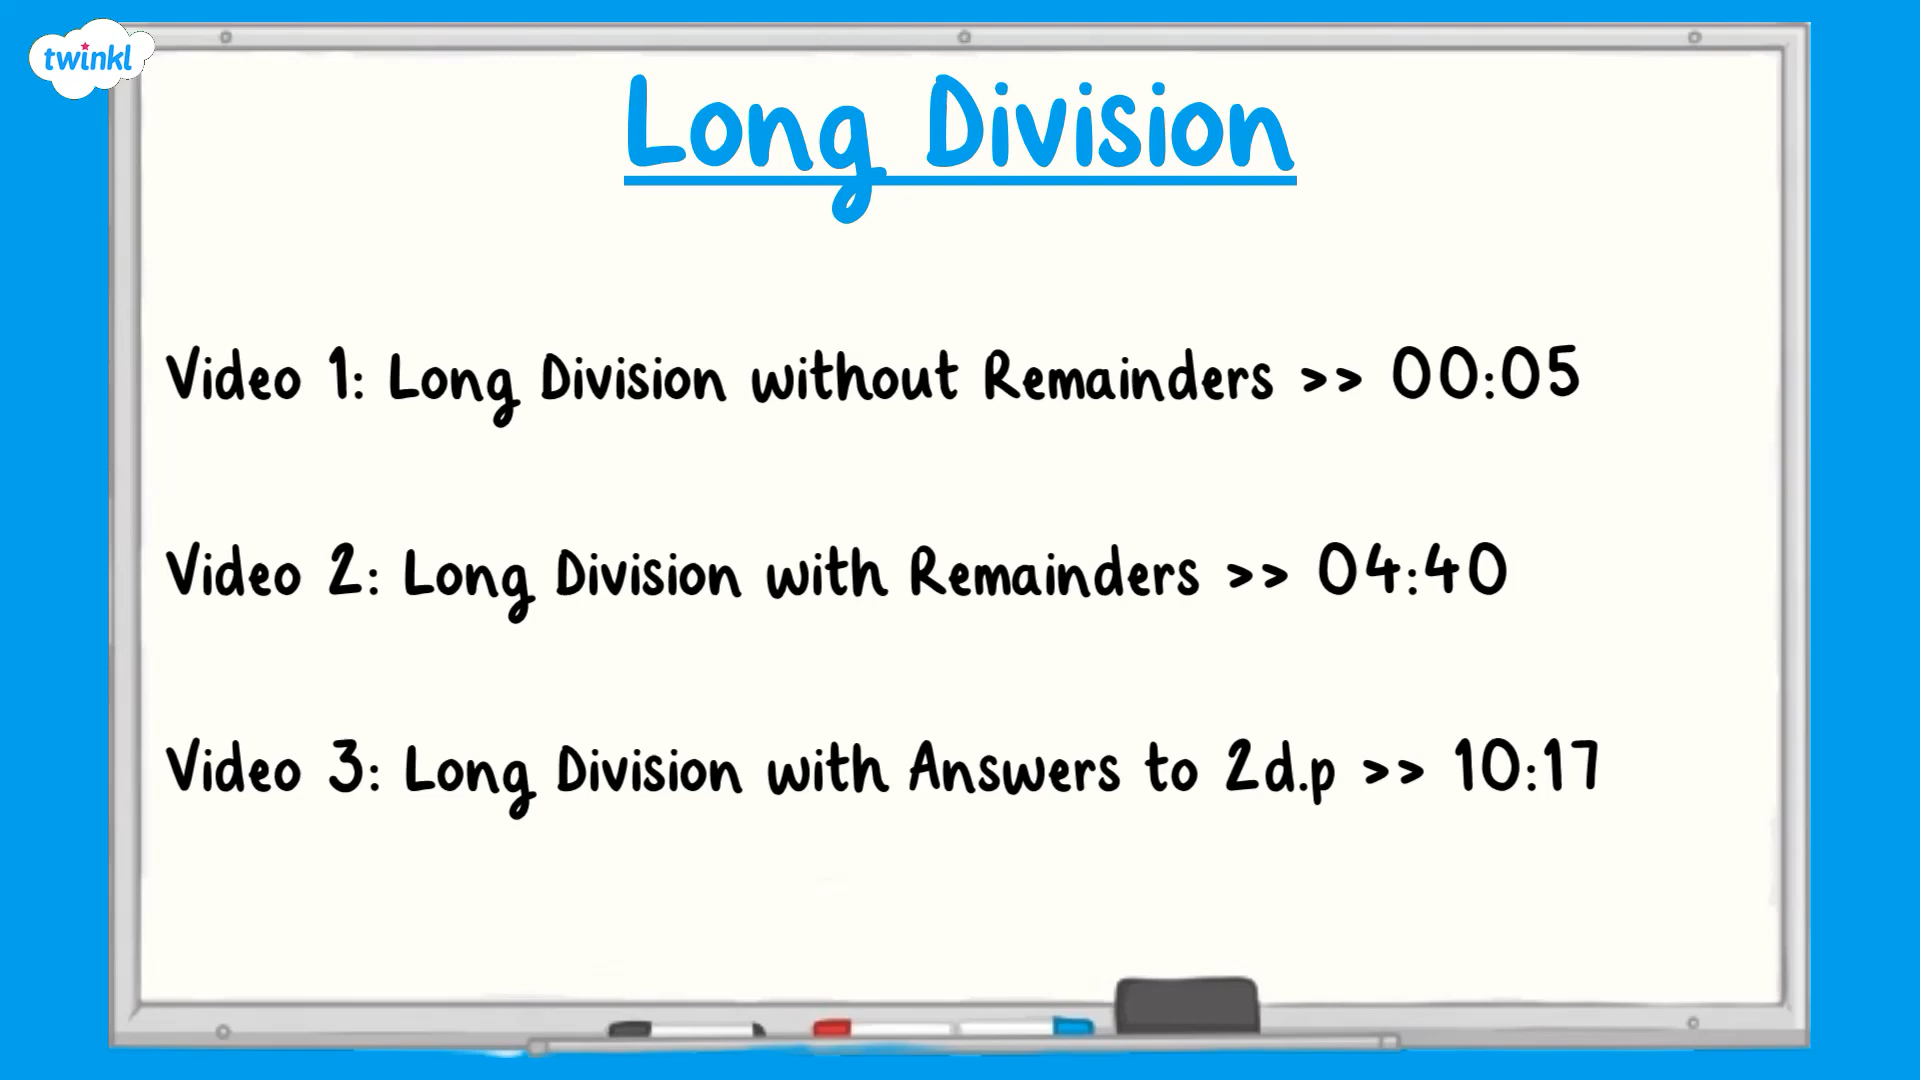 twinkl
Long Division
Video 1: Long Division without Remainders >> 00:05
Video 2: Long Division with Remainders >> 04:40
Video 3: Long Division with Answers to 2d.p >> 10:17